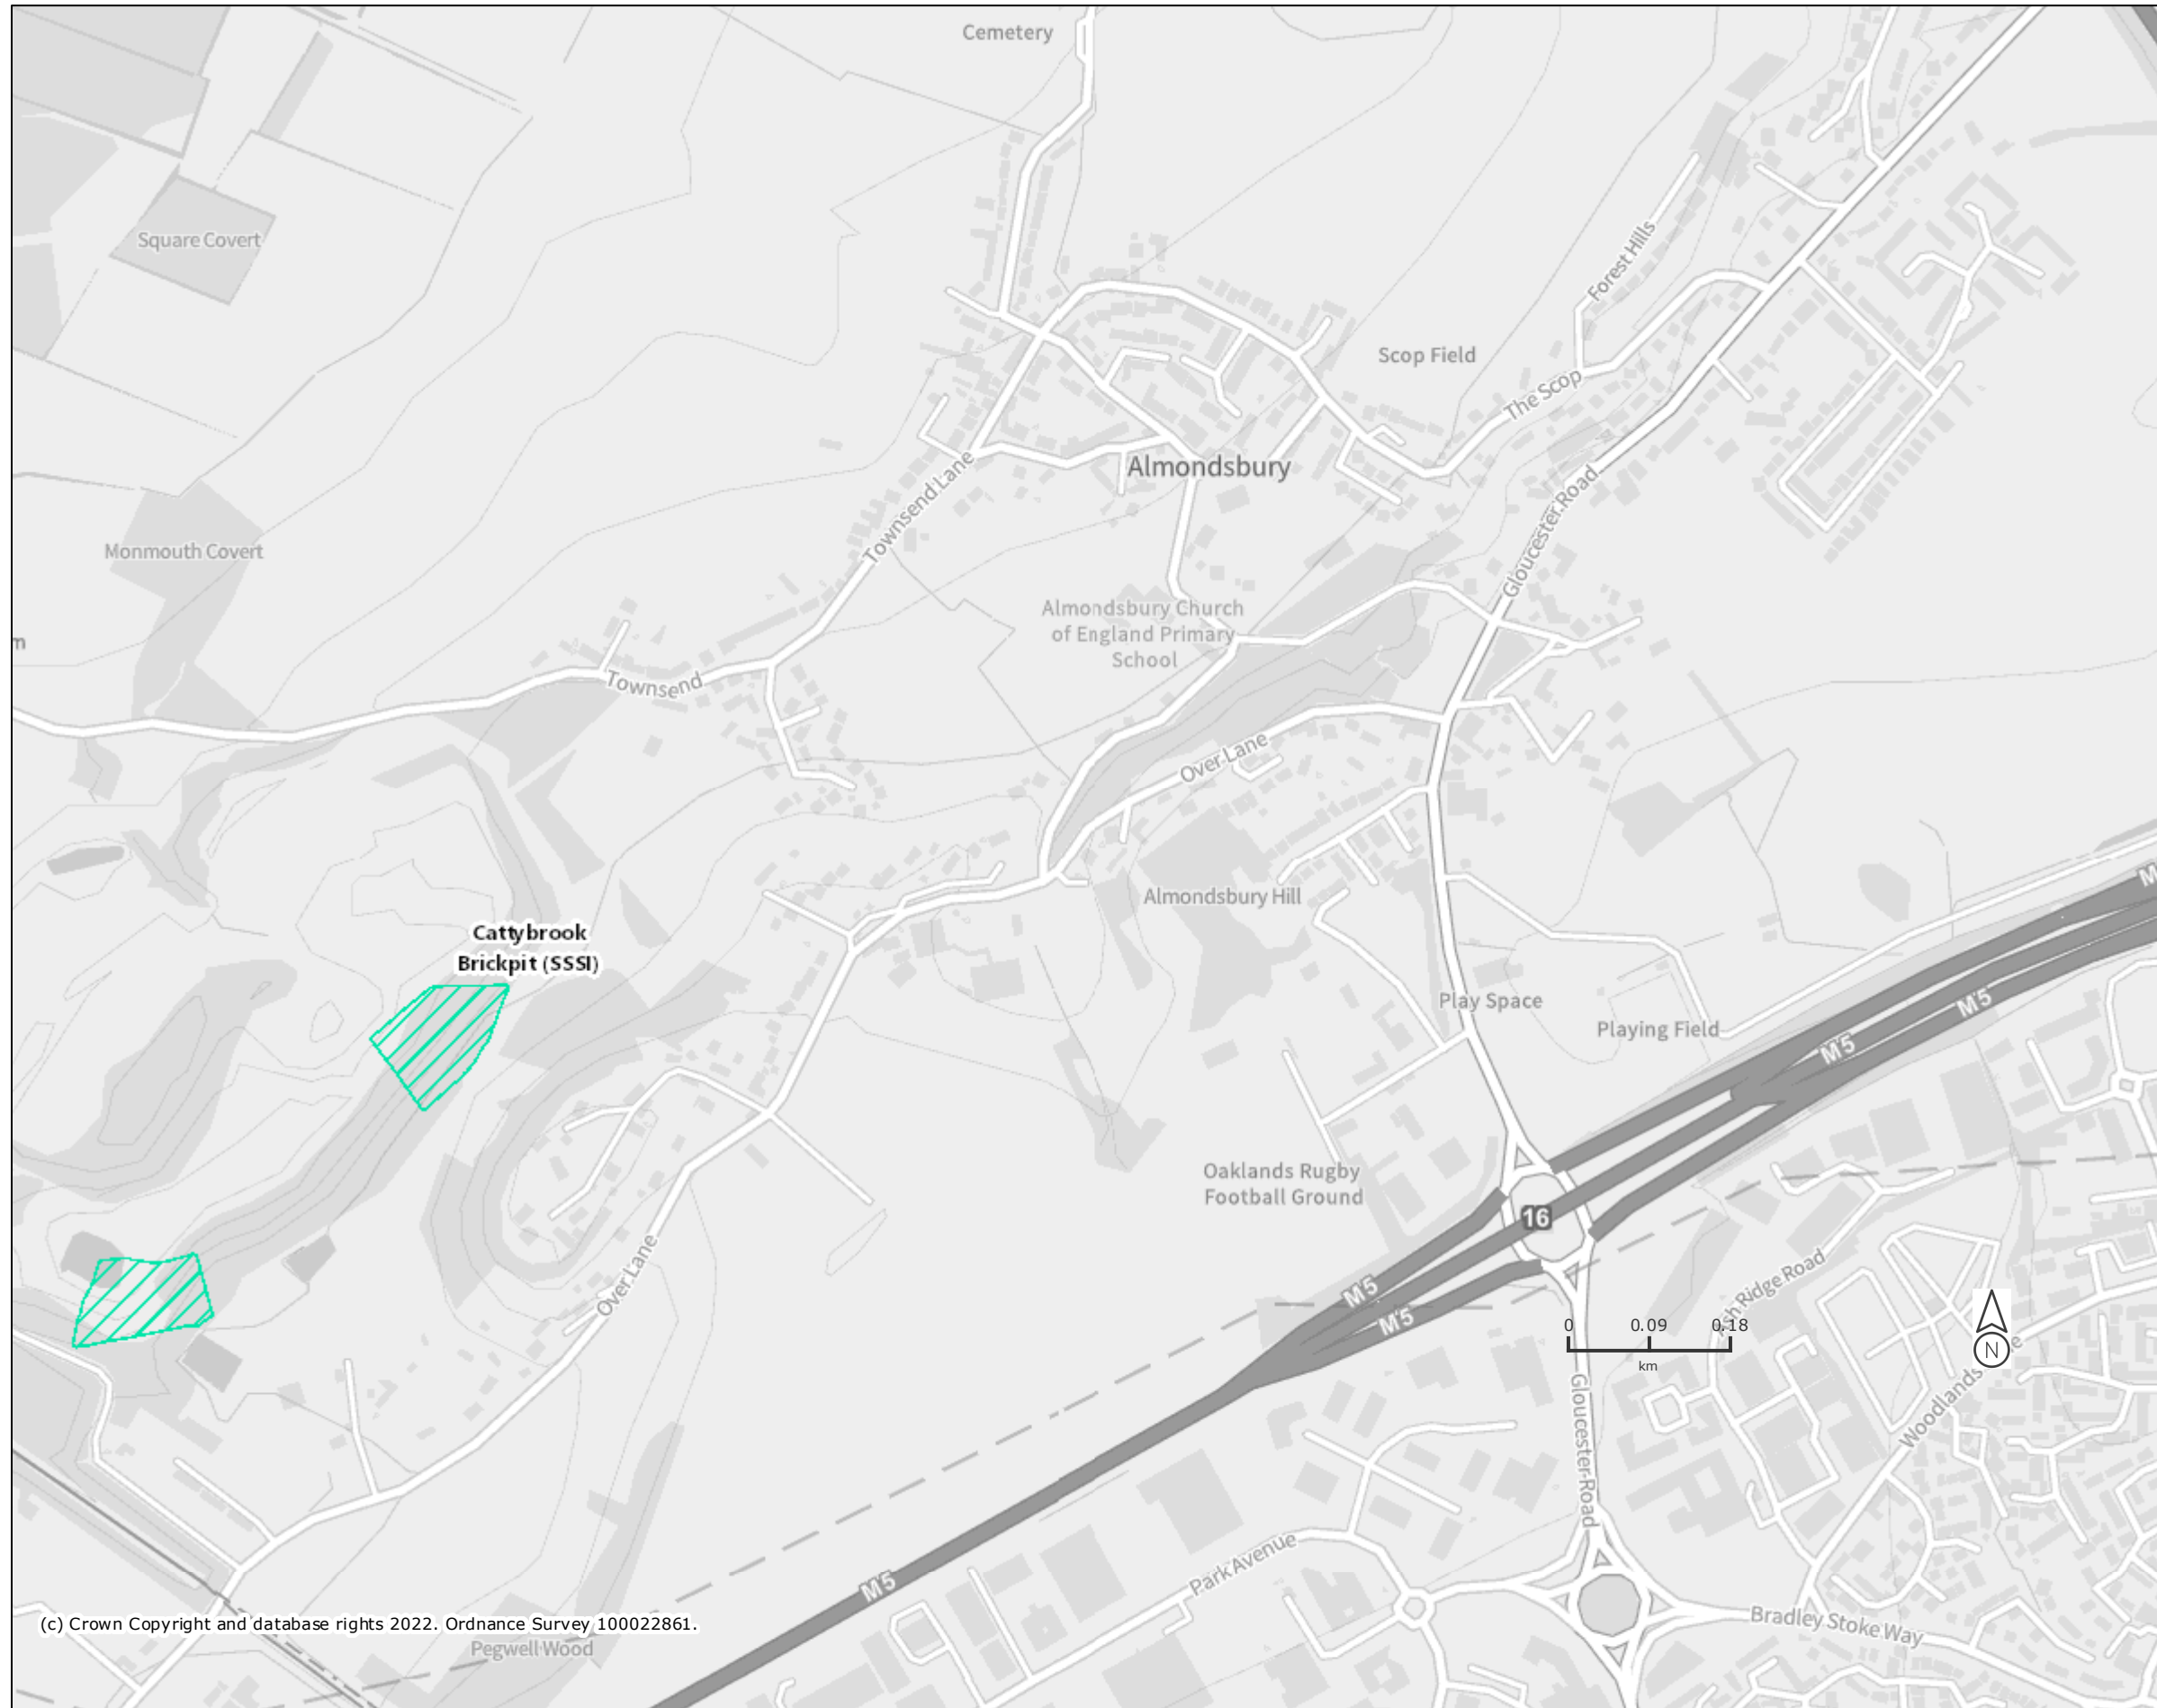 Cemetery
Square Covert
Forest Hills
Scop Field
The Scop
Almondsbury
Townsend Lane
Gloucester Road
Monmouth Covert
Almondsbury Church
of England Primary
School
m
Townsend
Over Lane
Almondsbury Hill
Cattybrook
Brickpit (SSSI)
Play Space
Playing Field
M5
M5
M
Oaklands Rugby
Football Ground
16
M5
M5
Over Lane
Ash Ridge Road
0 0.09 0.18
km
N
Gloucester Road
Woodlands
Park Avenue
M5
Bradley Stoke Way
(c) Crown Copyright and database rights 2022. Ordnance Survey 100022861.
Pegwell Wood